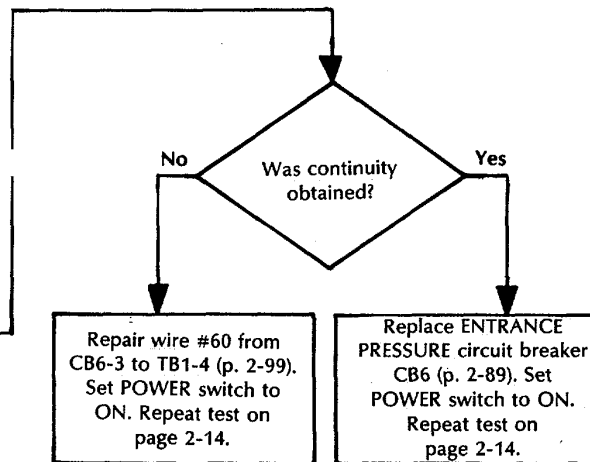 No
Was continuity
obtained?
Yes
Repair wire #60 from
CB6-3 to TB1-4 (p. 2-99).
Set POWER switch to
ON. Repeat test on
page 2-14.
Replace ENTRANCE
PRESSURE circuit breaker
CB6 (p. 2-89). Set
POWER switch to ON.
Repeat test on
page 2-14.